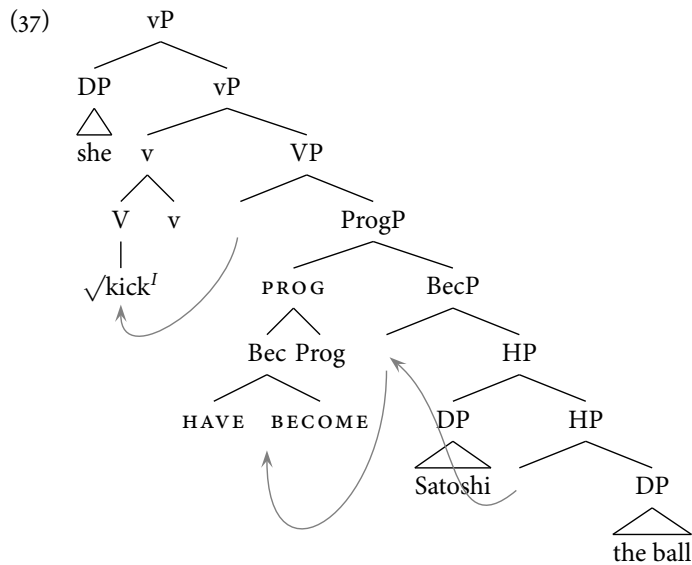 (37) vP
DP vP
she v VP
V v ProgP
√kickᴵ PROG BecP
Bec Prog HP
HAVE BECOME DP HP
Satoshi DP
the ball